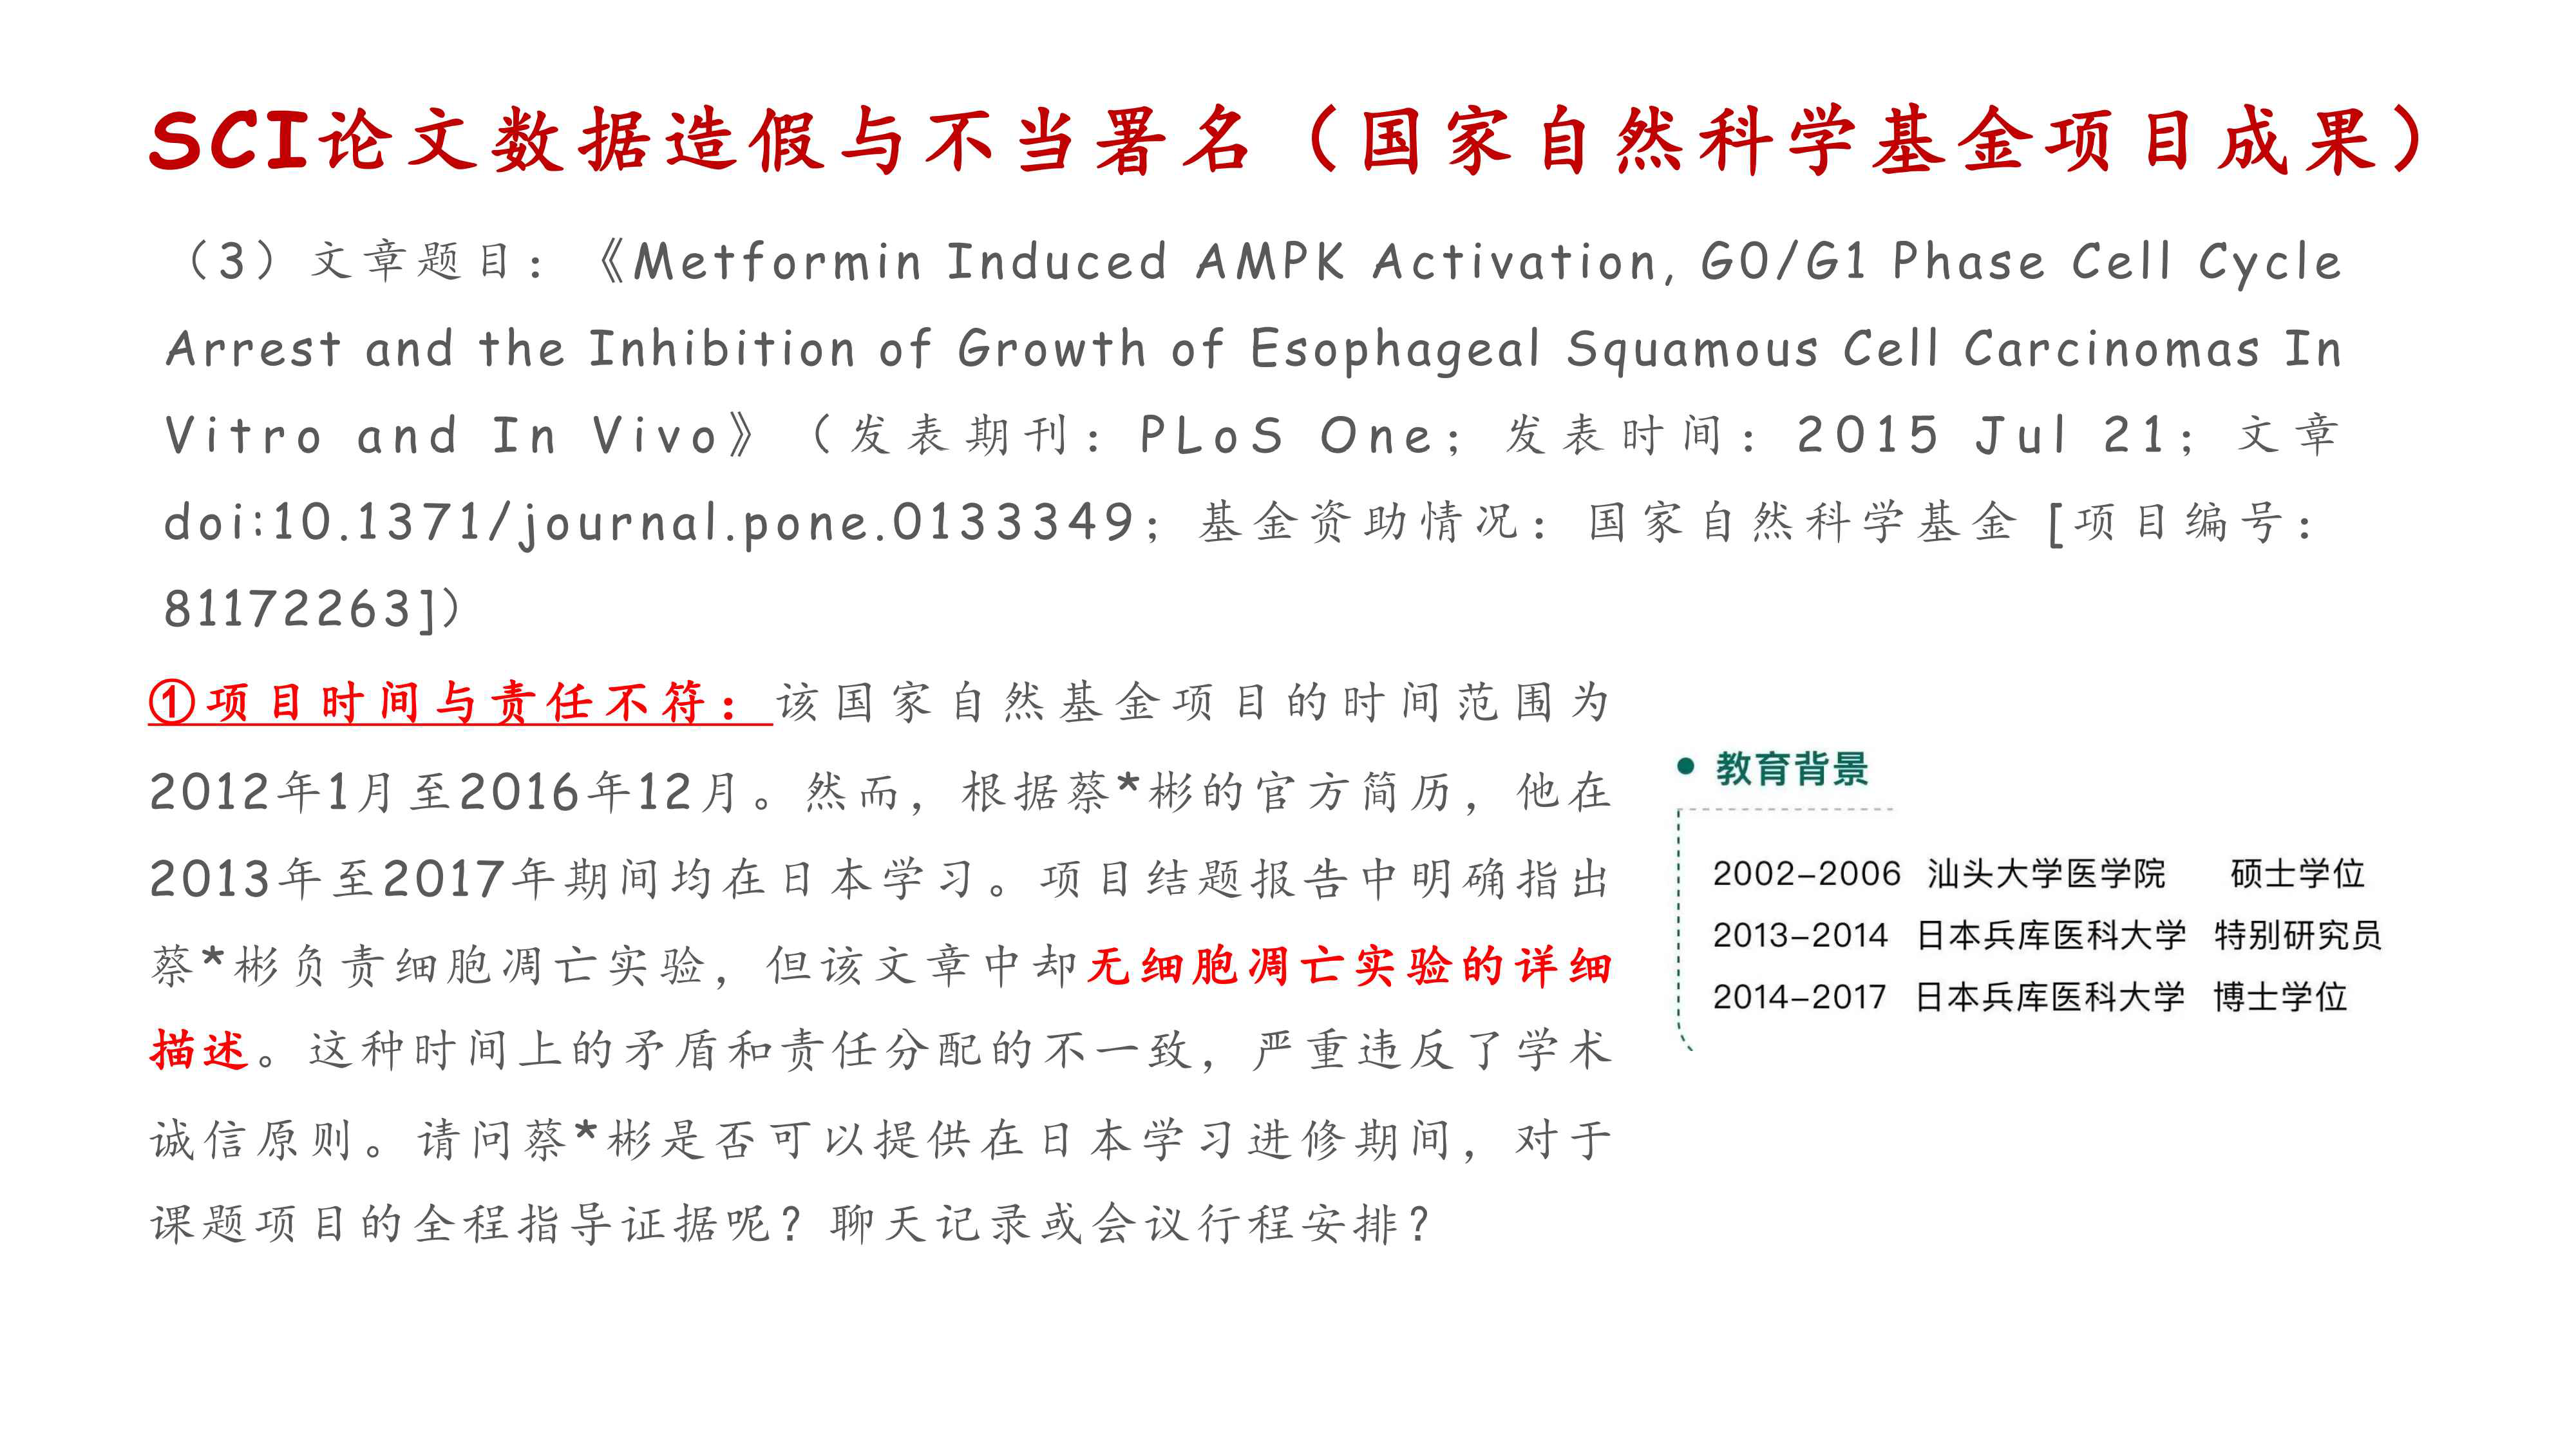 SCI论文数据造假与不当署名（国家自然科学基金项目成果）
（3）文章题目：《Metformin Induced AMPK Activation, G0/G1 Phase Cell Cycle
Arrest and the Inhibition of Growth of Esophageal Squamous Cell Carcinomas In
Vitro and In Vivo》（发表期刊：PLoS One；发表时间：2015 Jul 21；文章
doi:10.1371/journal.pone.0133349；基金资助情况：国家自然科学基金 [项目编号：
81172263]）
①项目时间与责任不符：该国家自然基金项目的时间范围为
2012年1月至2016年12月。然而，根据蔡*彬的官方简历，他在
2013年至2017年期间均在日本学习。项目结题报告中明确指出
蔡*彬负责细胞凋亡实验，但该文章中却无细胞凋亡实验的详细
描述。这种时间上的矛盾和责任分配的不一致，严重违反了学术
诚信原则。请问蔡*彬是否可以提供在日本学习进修期间，对于
课题项目的全程指导证据呢？聊天记录或会议行程安排？
• 教育背景
2002-2006 汕头大学医学院 硕士学位
2013-2014 日本兵库医科大学 特别研究员
2014-2017 日本兵库医科大学 博士学位